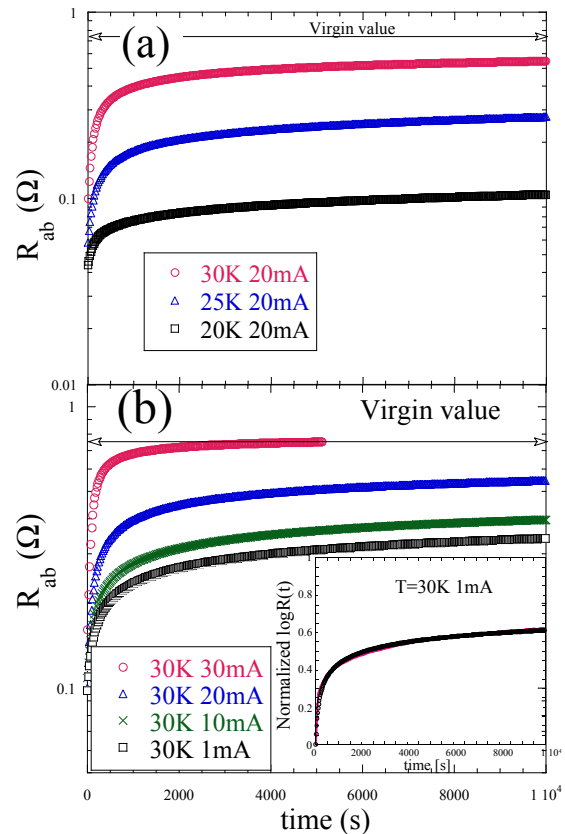 1
(a)
Virgin value
R_ab (Ω)
0.1
30K 20mA
25K 20mA
20K 20mA
0.01
1
(b)
Virgin value
R_ab (Ω)
0.1
30K 30mA
30K 20mA
30K 10mA
30K 1mA
T=30K 1mA
Normalized logR(t)
1
0.8
0.6
0.4
0.2
0
0 2000 4000 6000 8000 1 10⁴
time [s]
0 2000 4000 6000 8000 1 10⁴
time (s)